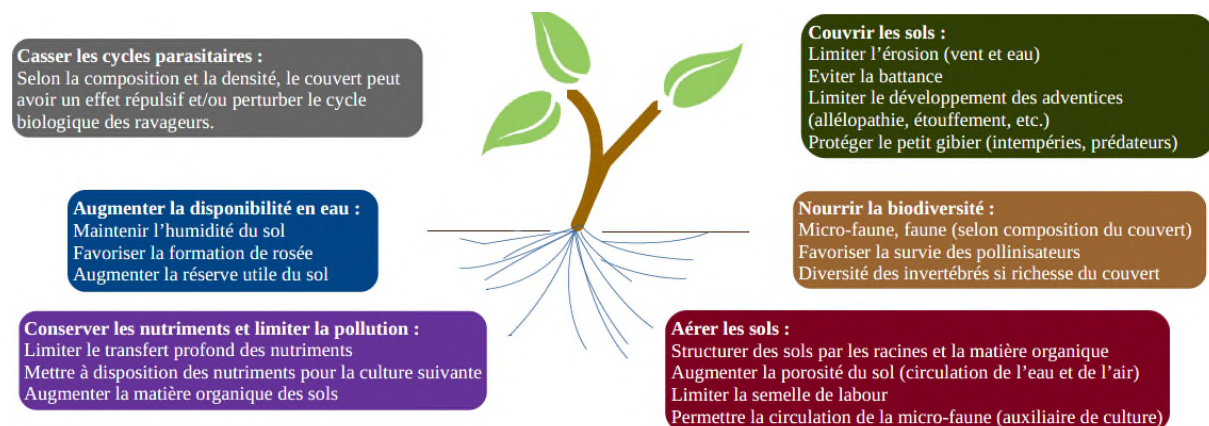 Casser les cycles parasitaires :
Selon la composition et la densité, le couvert peut
avoir un effet répulsif et/ou perturber le cycle
biologique des ravageurs.
Couvrir les sols :
Limiter l’érosion (vent et eau)
Eviter la battance
Limiter le développement des adventices
(allélopathie, étouffement, etc.)
Protéger le petit gibier (intempéries, prédateurs)
Augmenter la disponibilité en eau :
Maintenir l’humidité du sol
Favoriser la formation de rosée
Augmenter la réserve utile du sol
Nourrir la biodiversité :
Micro-faune, faune (selon composition du couvert)
Favoriser la survie des pollinisateurs
Diversité des invertébrés si richesse du couvert
Conserver les nutriments et limiter la pollution :
Limiter le transfert profond des nutriments
Mettre à disposition des nutriments pour la culture suivante
Augmenter la matière organique des sols
Aérer les sols :
Structurer des sols par les racines et la matière organique
Augmenter la porosité du sol (circulation de l’eau et de l’air)
Limiter la semelle de labour
Permettre la circulation de la micro-faune (auxiliaire de culture)